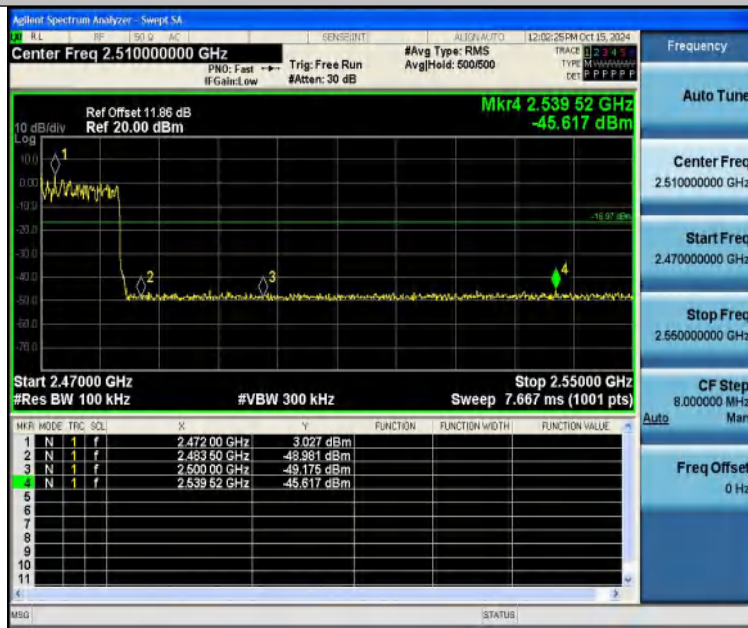 Agilent Spectrum Analyzer - Swept SA
RL RF 50 Ω AC SENSE:INT ALIGN AUTO 12:02:25 PM Oct 15, 2024
Center Freq 2.510000000 GHz
PNO: Fast
IFGain:Low
Trig: Free Run
#Atten: 30 dB
#Avg Type: RMS
Avg|Hold: 500/500
TRACE 1 2 3 4 5
TYPE
DET P P P P P P
Ref Offset 11.86 dB
Ref 20.00 dBm
10 dB/div
Log
Mkr4 2.539 52 GHz
-45.617 dBm
10.0
0.00
-10.0
-20.0
-30.0
-40.0
-50.0
-60.0
-70.0
1
2
3
4
Start 2.47000 GHz
Stop 2.55000 GHz
#Res BW 100 kHz
#VBW 300 kHz
Sweep 7.667 ms (1001 pts)
MKR MODE TRC SCL X Y FUNCTION FUNCTION WIDTH FUNCTION VALUE
1 N 1 f 2.472 00 GHz 3.027 dBm
2 N 1 f 2.483 50 GHz -48.981 dBm
3 N 1 f 2.500 00 GHz -49.175 dBm
4 N 1 f 2.539 52 GHz -45.617 dBm
5
6
7
8
9
10
11
MSG
STATUS
Frequency
Auto Tune
Center Freq
2.510000000 GHz
Start Freq
2.470000000 GHz
Stop Freq
2.550000000 GHz
CF Step
8.000000 MHz
Auto Man
Freq Offset
0 Hz